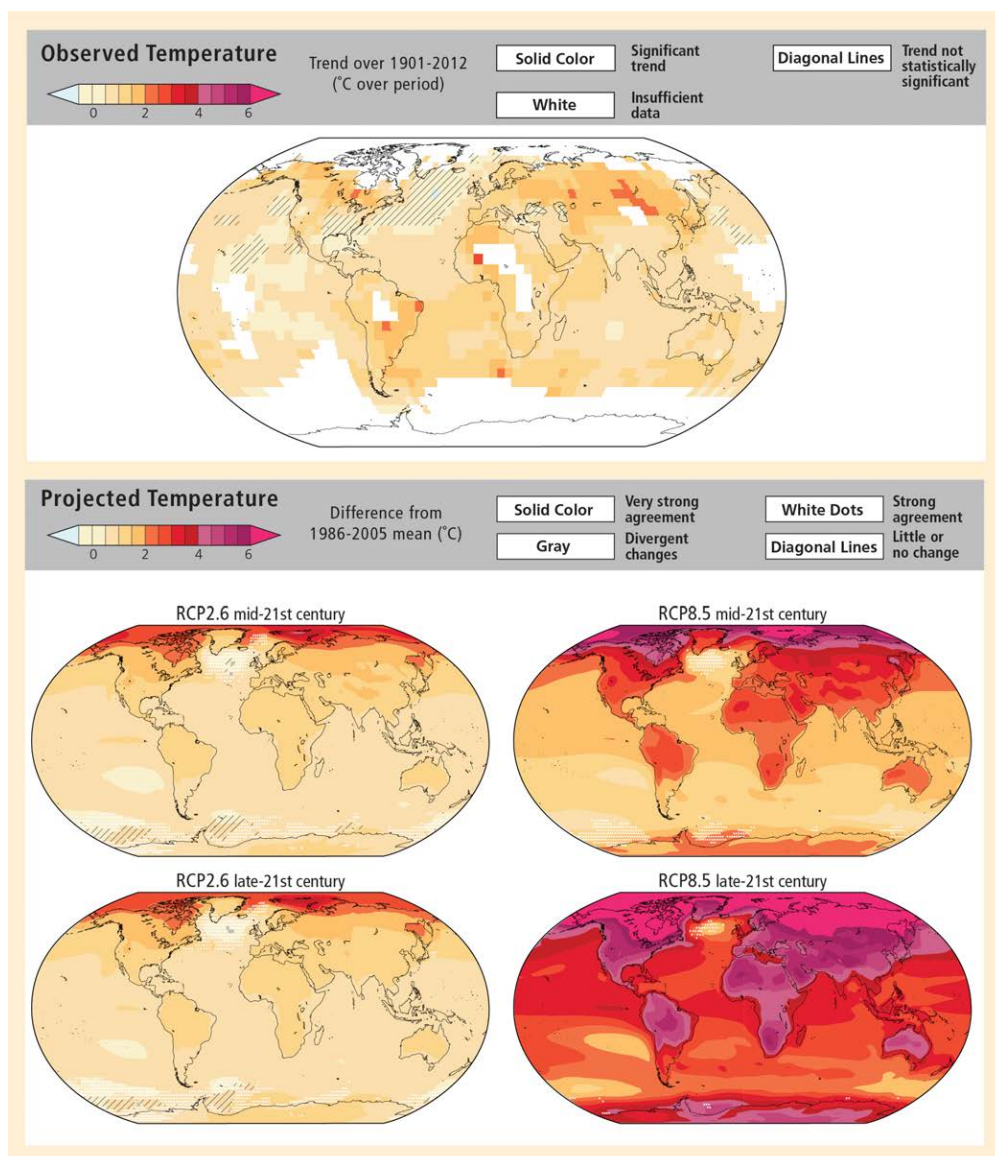 Observed Temperature
0 2 4 6
Trend over 1901-2012
(˚C over period)
Solid Color
Significant
trend
White
Insufficient
data
Diagonal Lines
Trend not
statistically
significant
Projected Temperature
0 2 4 6
Difference from
1986-2005 mean (˚C)
Solid Color
Very strong
agreement
Gray
Divergent
changes
White Dots
Strong
agreement
Diagonal Lines
Little or
no change
RCP2.6 mid-21st century
RCP8.5 mid-21st century
RCP2.6 late-21st century
RCP8.5 late-21st century